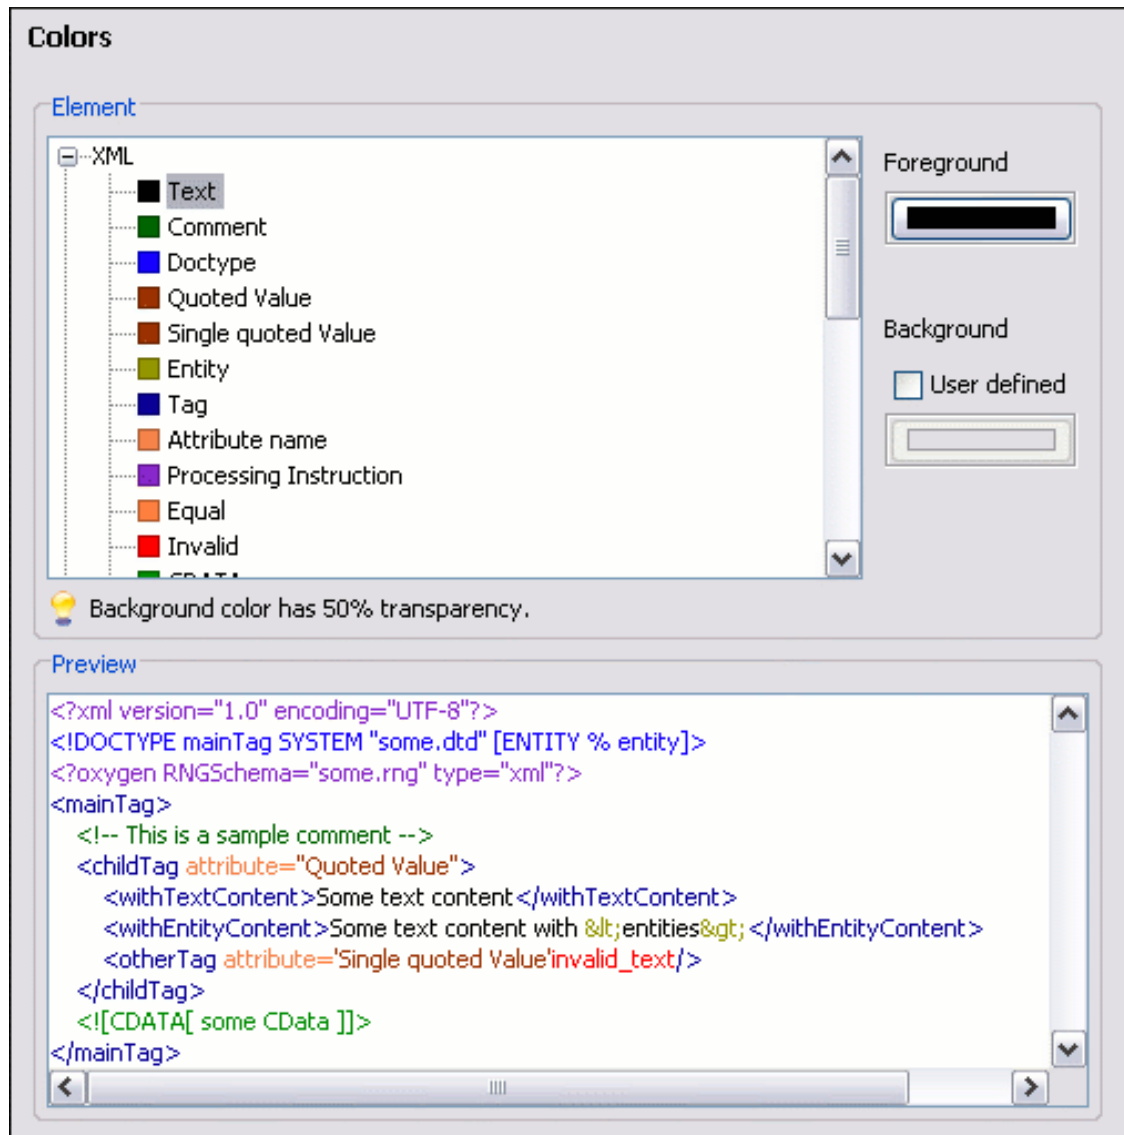 Colors
Element
XML
Text
Comment
Doctype
Quoted Value
Single quoted Value
Entity
Tag
Attribute name
Processing Instruction
Equal
Invalid
CDATA
Foreground
Background
User defined
Background color has 50% transparency.
Preview
<?xml version="1.0" encoding="UTF-8"?>
<!DOCTYPE mainTag SYSTEM "some.dtd" [ENTITY % entity]>
<?oxygen RNGSchema="some.rng" type="xml"?>
<mainTag>
<!-- This is a sample comment -->
<childTag attribute="Quoted Value">
<withTextContent>Some text content</withTextContent>
<withEntityContent>Some text content with &lt;entities&gt; </withEntityContent>
<otherTag attribute='Single quoted Value'invalid_text/>
</childTag>
<![CDATA[ some CData ]]>
</mainTag>